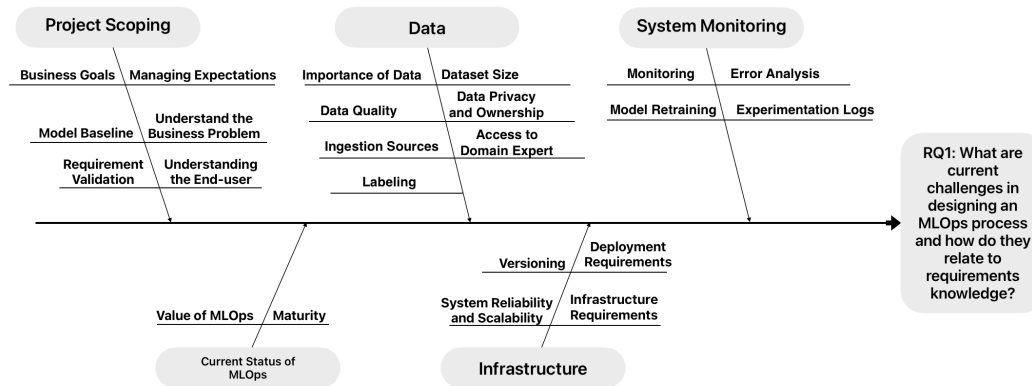 Project Scoping
Data
System Monitoring
Business Goals
Managing Expectations
Model Baseline
Understand the
Business Problem
Requirement
Validation
Understanding
the End-user
Importance of Data
Dataset Size
Data Quality
Data Privacy
and Ownership
Ingestion Sources
Access to
Domain Expert
Labeling
Monitoring
Error Analysis
Model Retraining
Experimentation Logs
RQ1: What are
current
challenges in
designing an
MLOps process
and how do they
relate to
requirements
knowledge?
Value of MLOps
Maturity
Versioning
Deployment
Requirements
System Reliability
and Scalability
Infrastructure
Requirements
Current Status of
MLOps
Infrastructure